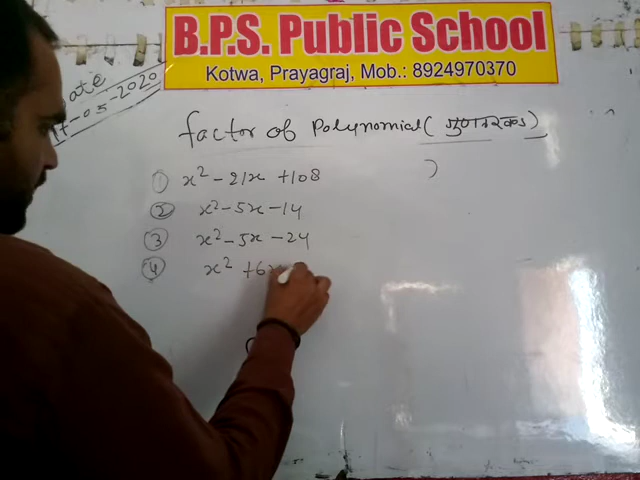 B.P.S. Public School
Kotwa, Prayagraj, Mob.: 8924970370
ate
-05-2020
factor of Polynomial (गुणनखण्ड)
① x² - 21x + 108
② x² - 5x - 14
③ x² - 5x - 24
④ x² + 6x